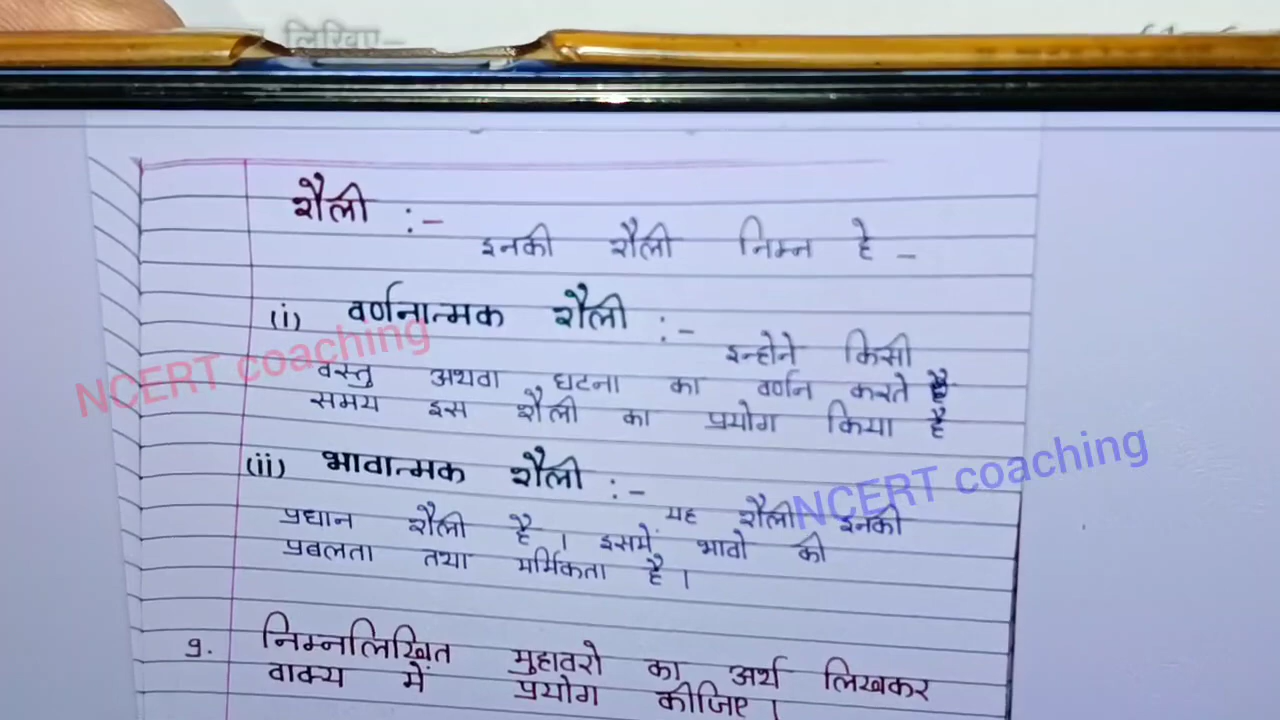 लिखिए-
शैली :-
इनकी शैली निम्न है -
(i) वर्णनात्मक शैली :-
इन्होने किसी
वस्तु अथवा घटना का वर्णन करते
समय इस शैली का प्रयोग किया है
(ii) भावात्मक शैली :-
यह शैली इनकी
प्रधान शैली है । इसमें भावो की
प्रबलता तथा मर्मिकता है ।
9. निम्नलिखित मुहावरो का अर्थ लिखकर
वाक्य में प्रयोग कीजिए ।
NCERT coaching
NCERT coaching